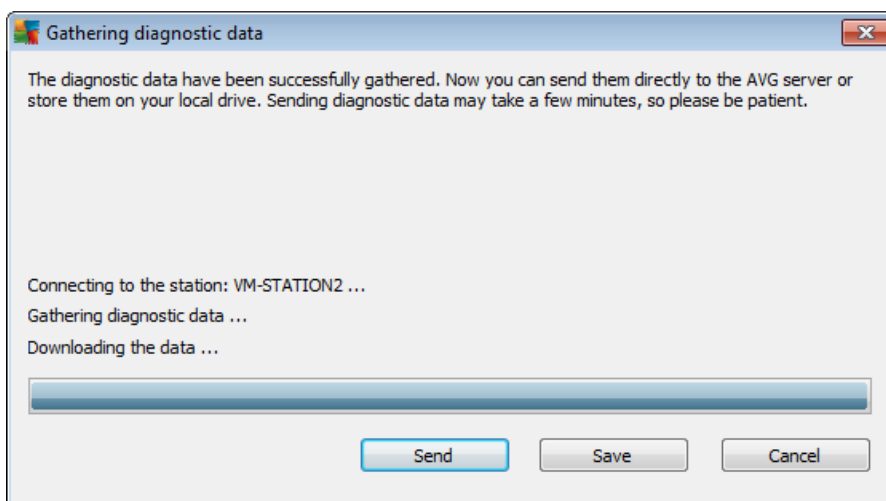 Gathering diagnostic data
The diagnostic data have been successfully gathered. Now you can send them directly to the AVG server or
store them on your local drive. Sending diagnostic data may take a few minutes, so please be patient.
Connecting to the station: VM-STATION2 ...
Gathering diagnostic data ...
Downloading the data ...
Send Save Cancel